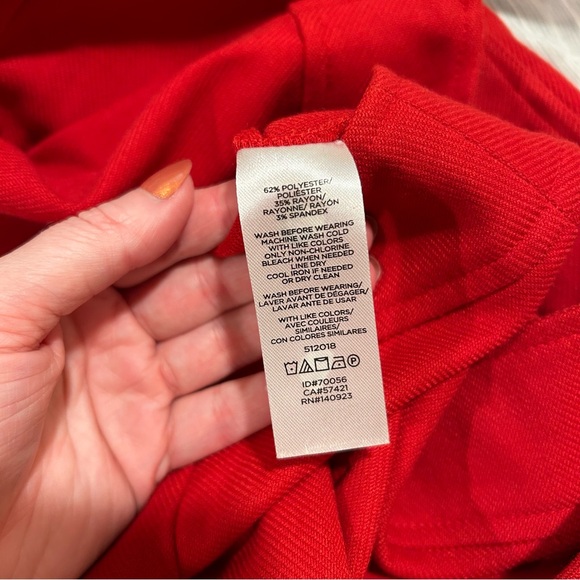 62% POLYESTER/
POLIÉSTER
35% RAYON/
RAYONNE/ RAYÓN
3% SPANDEX
WASH BEFORE WEARING
MACHINE WASH COLD
WITH LIKE COLORS
ONLY NON-CHLORINE
BLEACH WHEN NEEDED
LINE DRY
COOL IRON IF NEEDED
OR DRY CLEAN
WASH BEFORE WEARING/
LAVER AVANT DE DÉGAGER/
LAVAR ANTE DE USAR
WITH LIKE COLORS/
AVEC COULEURS
SIMILAIRES/
CON COLORES SIMILARES
512018
P
ID#70056
CA#57421
RN#140923